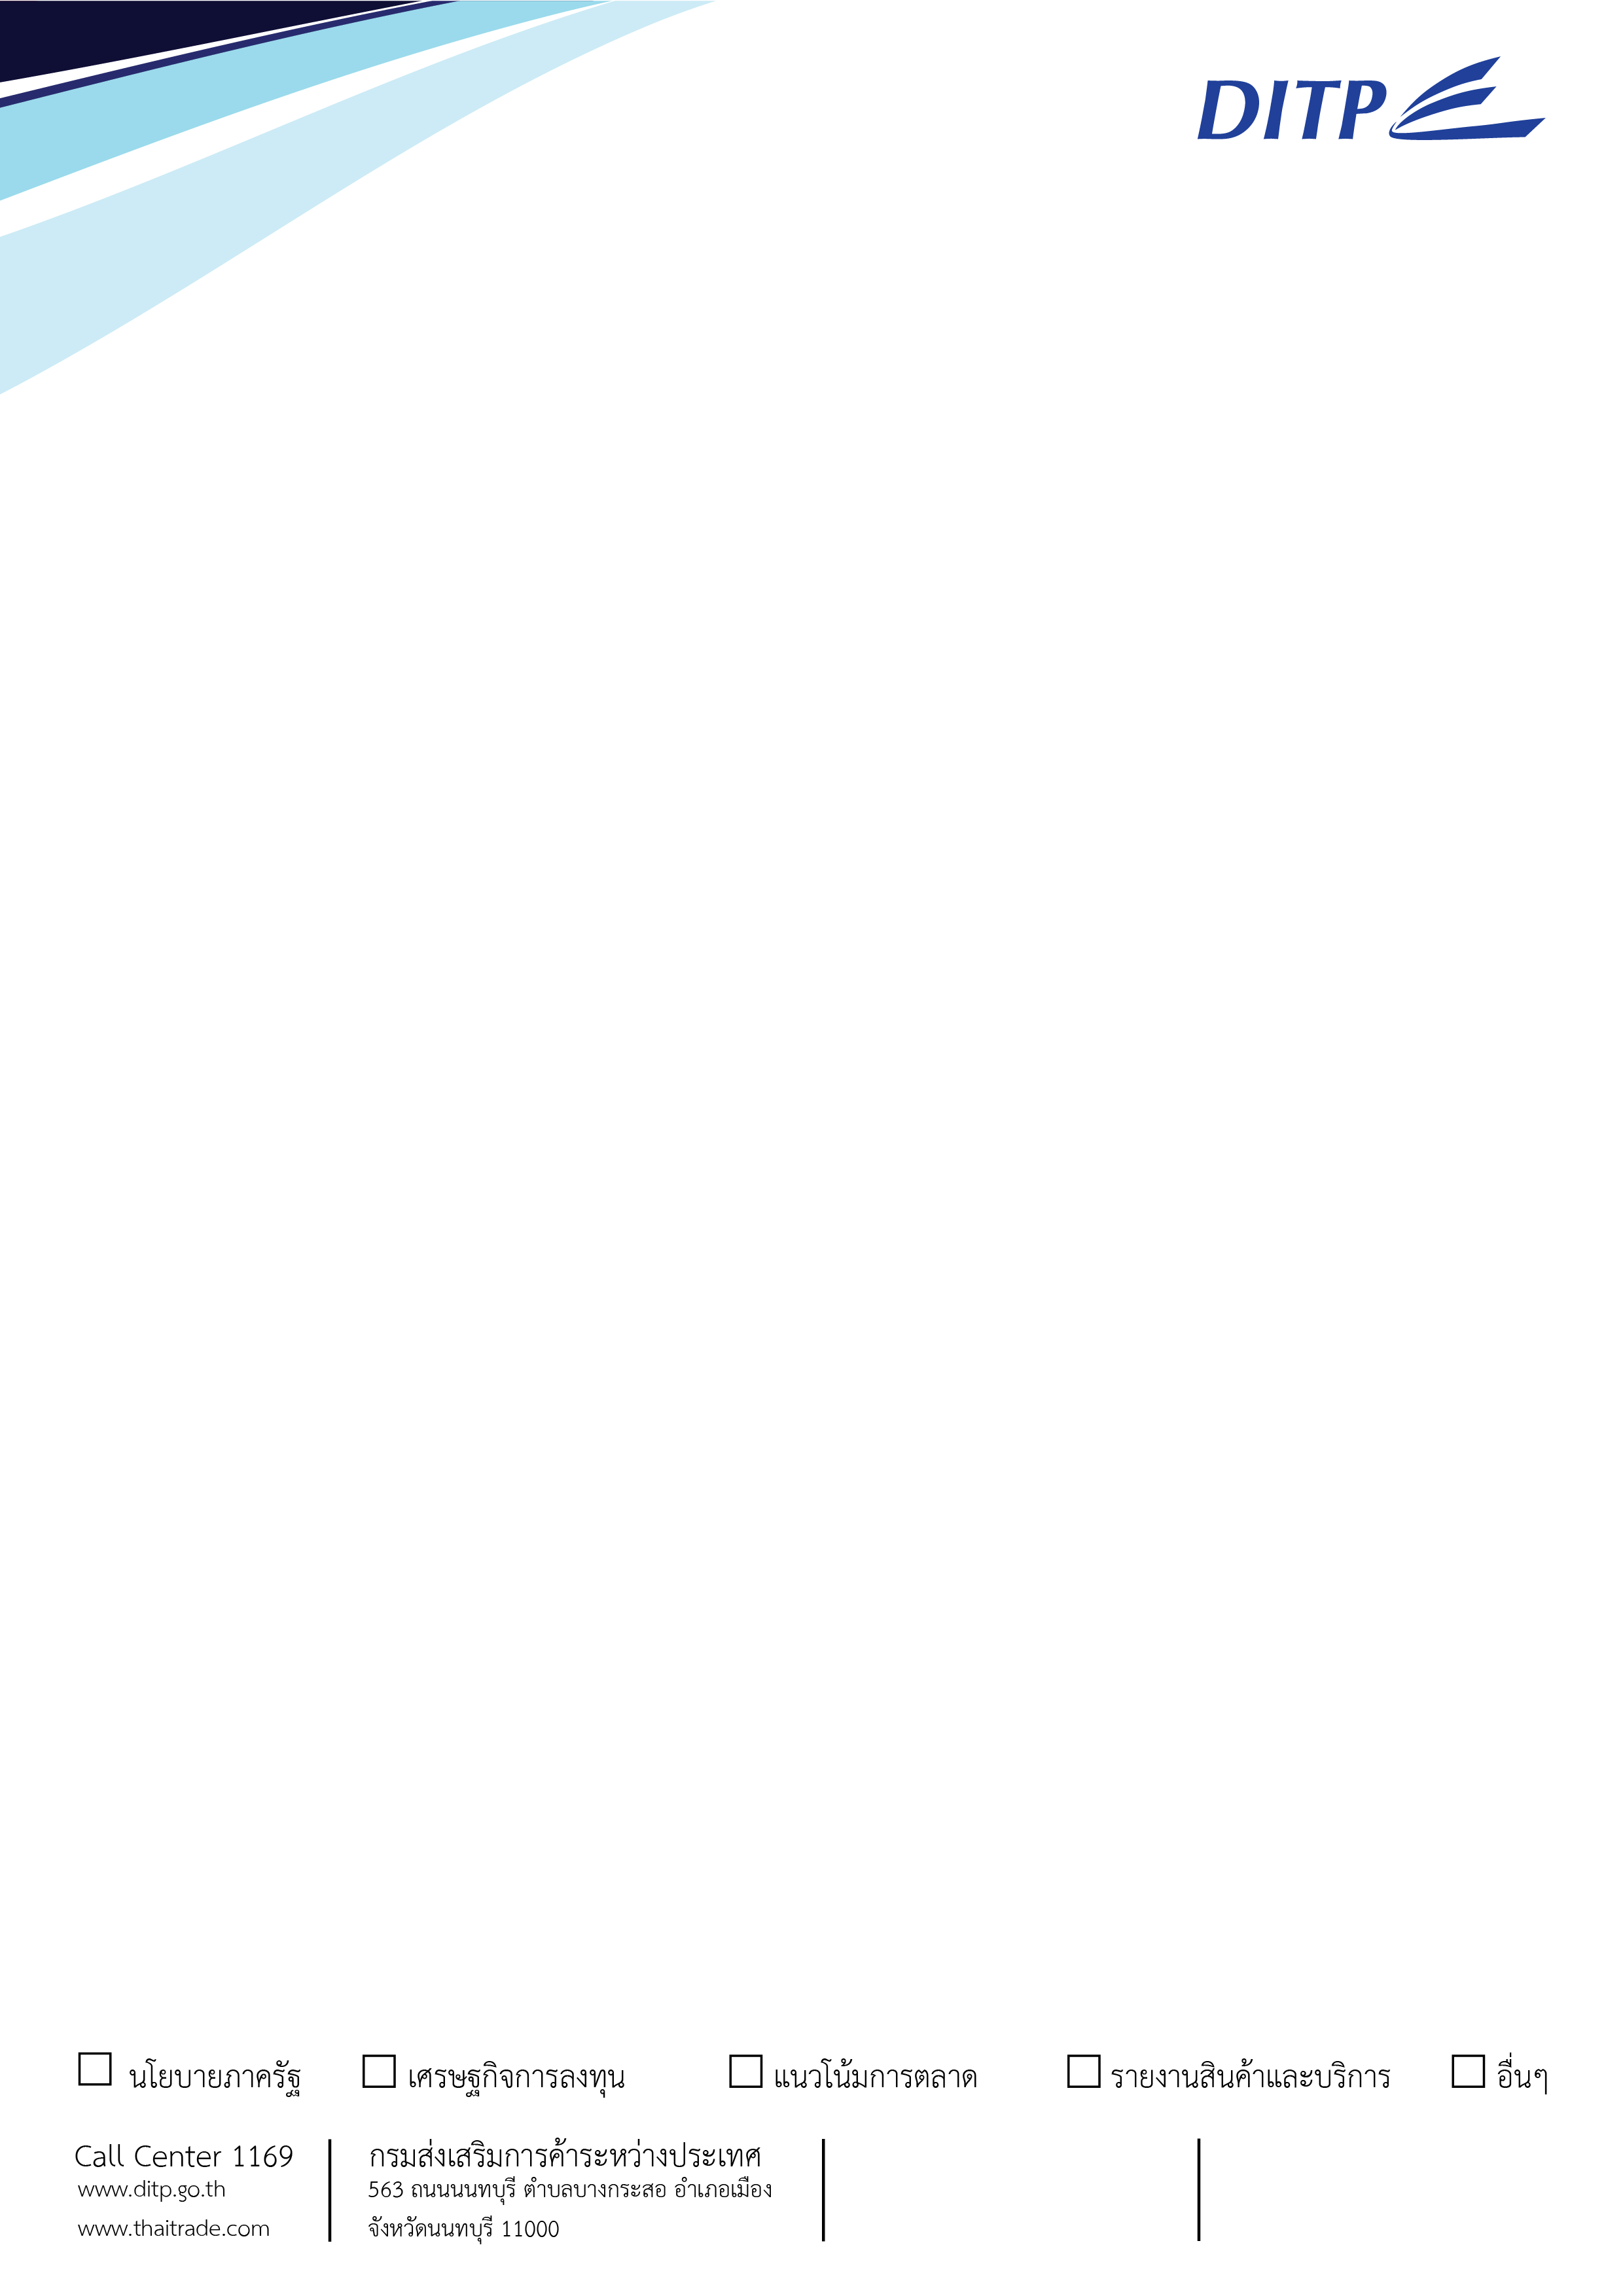 DITP
นโยบายภาครัฐ เศรษฐกิจการลงทุน แนวโน้มการตลาด รายงานสินค้าและบริการ อื่นๆ
Call Center 1169
www.ditp.go.th
www.thaitrade.com
กรมส่งเสริมการค้าระหว่างประเทศ
563 ถนนนนทบุรี ตำบลบางกระสอ อำเภอเมือง
จังหวัดนนทบุรี 11000